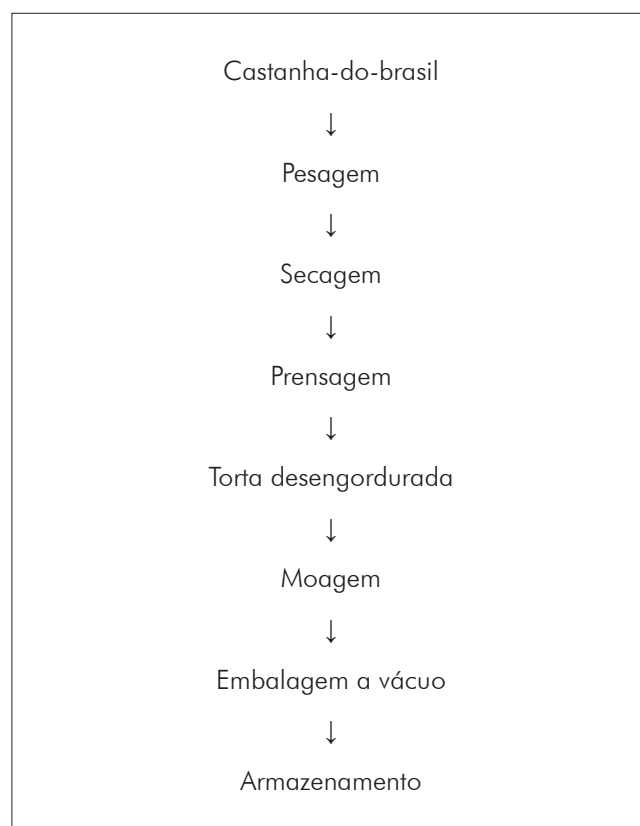 Castanha-do-brasil
↓
Pesagem
↓
Secagem
↓
Prensagem
↓
Torta desengordurada
↓
Moagem
↓
Embalagem a vácuo
↓
Armazenamento